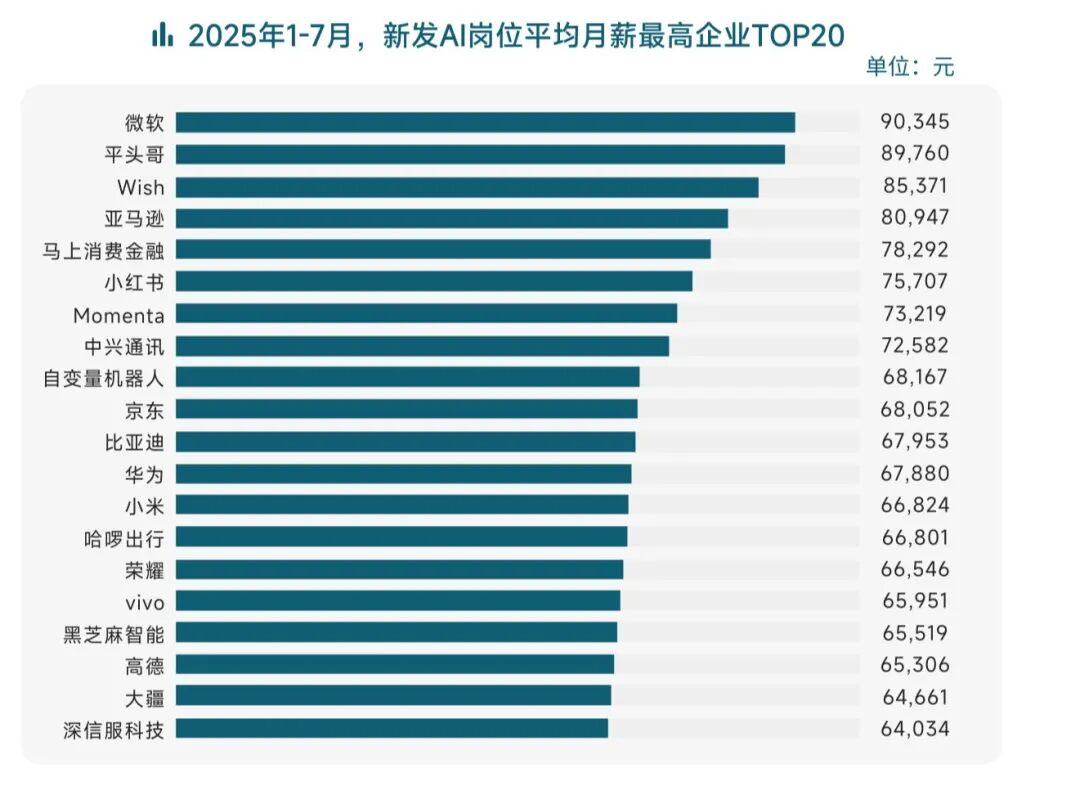 2025年1-7月，新发AI岗位平均月薪最高企业TOP20
单位：元
微软 90,345
平头哥 89,760
Wish 85,371
亚马逊 80,947
马上消费金融 78,292
小红书 75,707
Momenta 73,219
中兴通讯 72,582
自变量机器人 68,167
京东 68,052
比亚迪 67,953
华为 67,880
小米 66,824
哈啰出行 66,801
荣耀 66,546
vivo 65,951
黑芝麻智能 65,519
高德 65,306
大疆 64,661
深信服科技 64,034